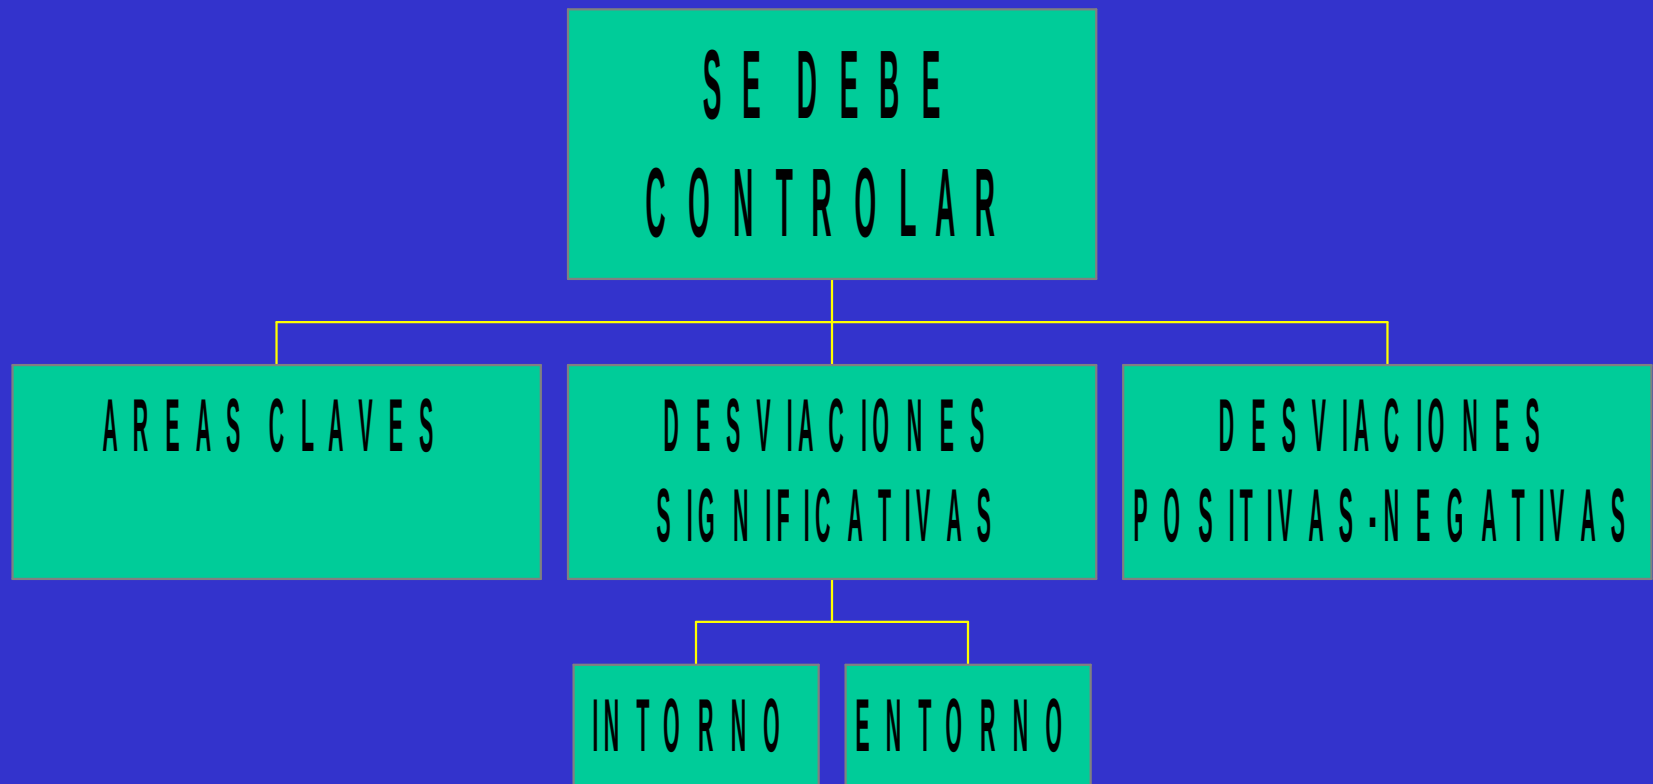 SE DEBE
CONTROLAR
AREAS CLAVES
DESVIACIONES
SIGNIFICATIVAS
DESVIACIONES
POSITIVAS-NEGATIVAS
INTORNO
ENTORNO